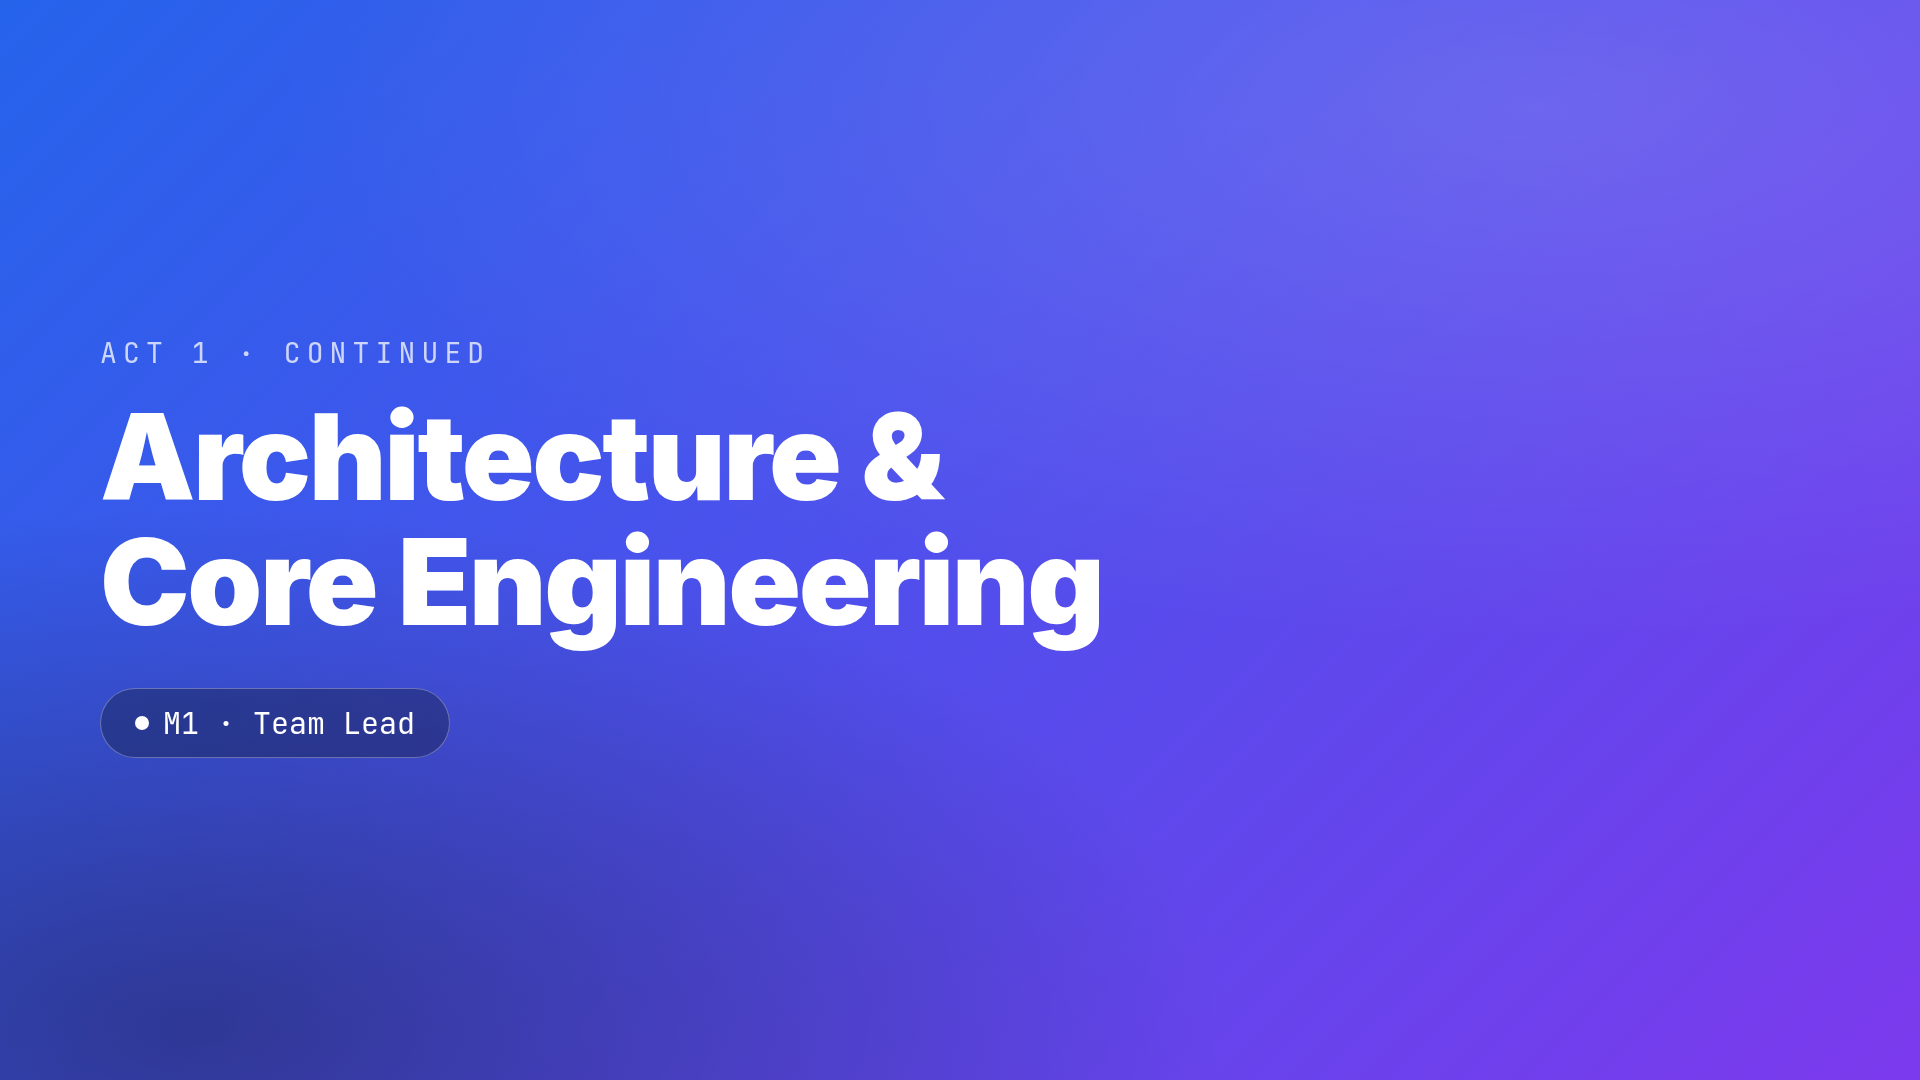 ACT 1 · CONTINUED
Architecture &
Core Engineering
M1 · Team Lead